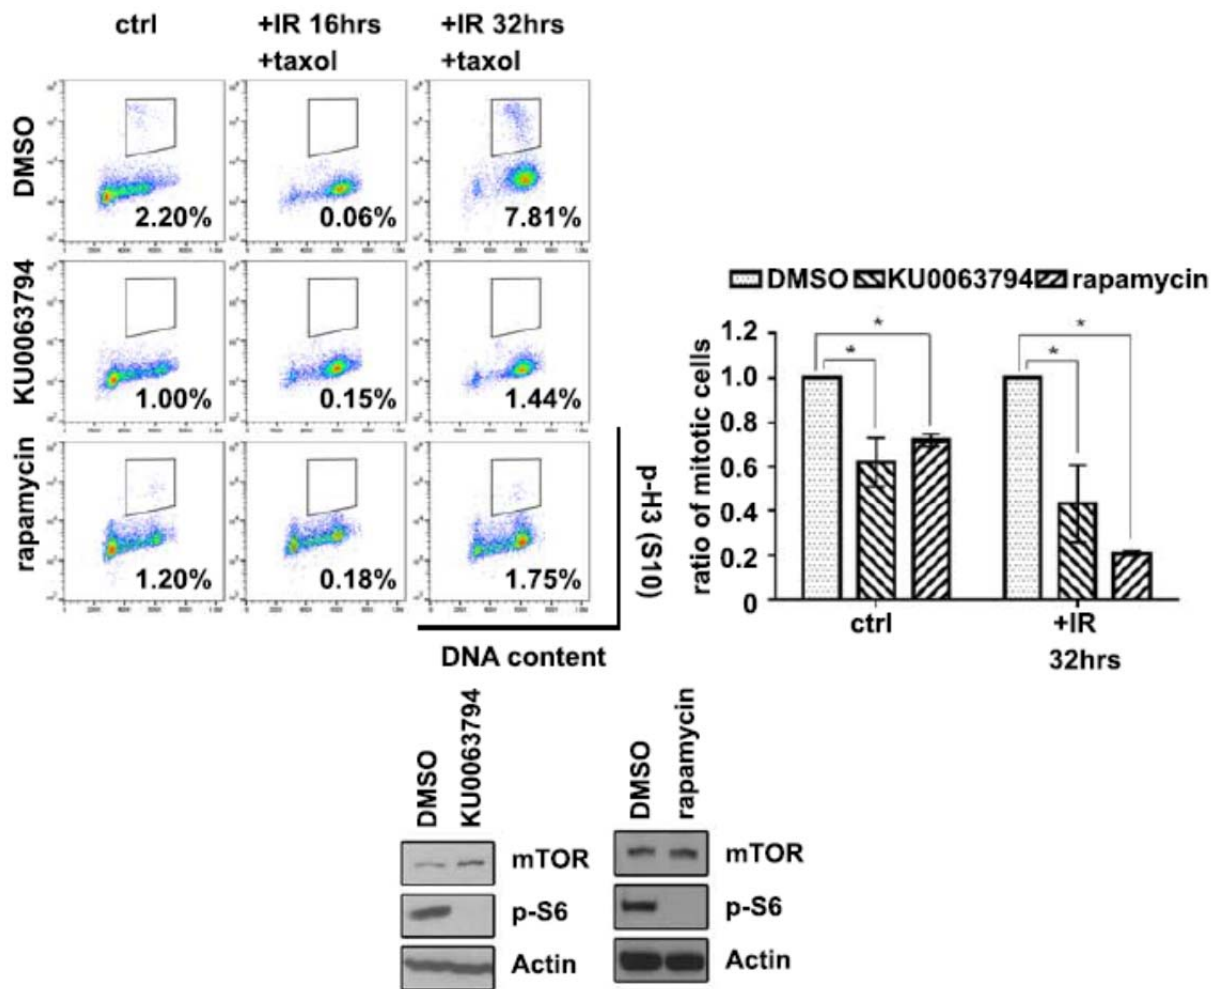 ctrl +IR 16hrs +IR 32hrs
+taxol +taxol
DMSO
2.20% 0.06% 7.81%
KU0063794
1.00% 0.15% 1.44%
rapamycin
1.20% 0.18% 1.75%
p-H3 (S10)
DNA content
DMSO KU0063794 rapamycin
ratio of mitotic cells
1.2
1.0
0.8
0.6
0.4
0.2
0
* *
* *
ctrl +IR
32hrs
DMSO KU0063794
mTOR
p-S6
Actin
DMSO rapamycin
mTOR
p-S6
Actin